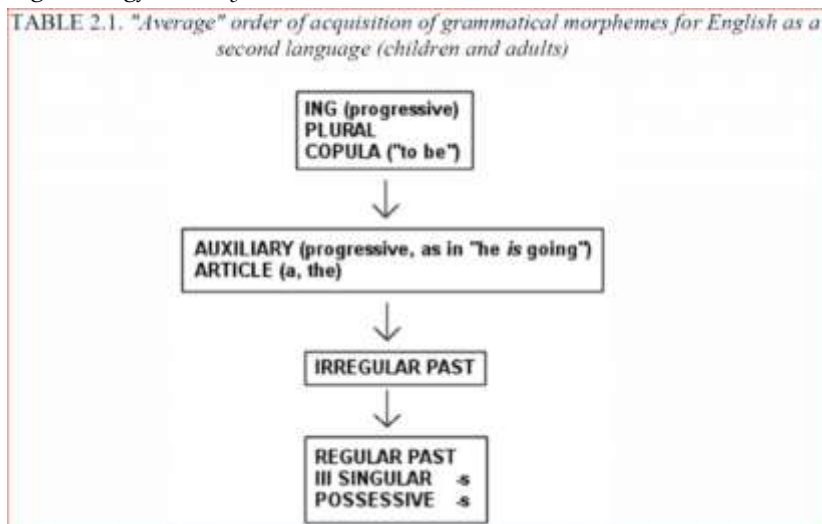 TABLE 2.1. "Average" order of acquisition of grammatical morphemes for English as a
second language (children and adults)
ING (progressive)
PLURAL
COPULA ("to be")
AUXILIARY (progressive, as in "he is going")
ARTICLE (a, the)
IRREGULAR PAST
REGULAR PAST
III SINGULAR -s
POSSESSIVE -s